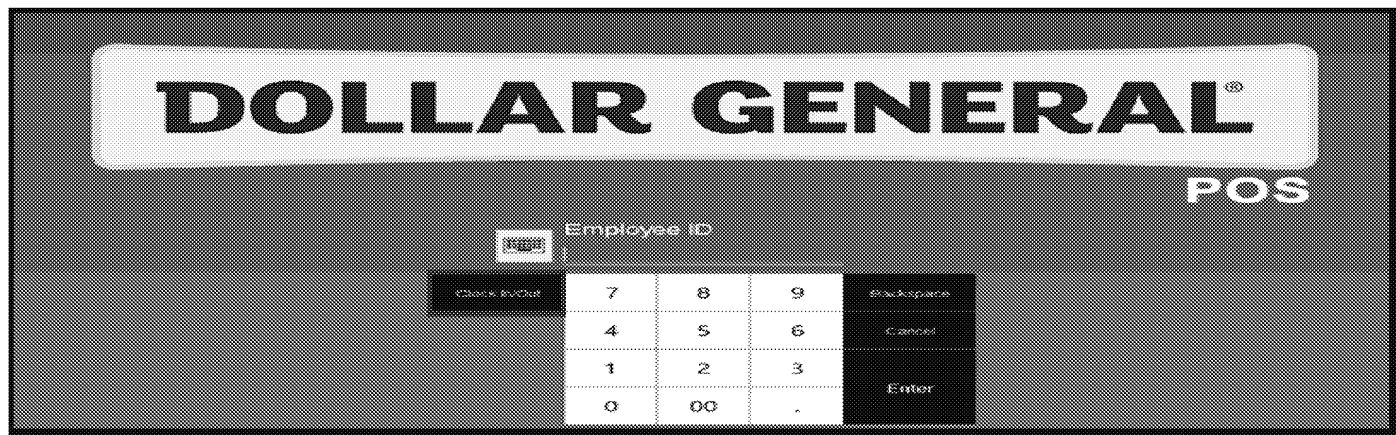 DOLLAR GENERAL®
POS
Employee ID
Clock In/Out 7 8 9 Backspace
4 5 6 Cancel
1 2 3
Enter
0 00 .